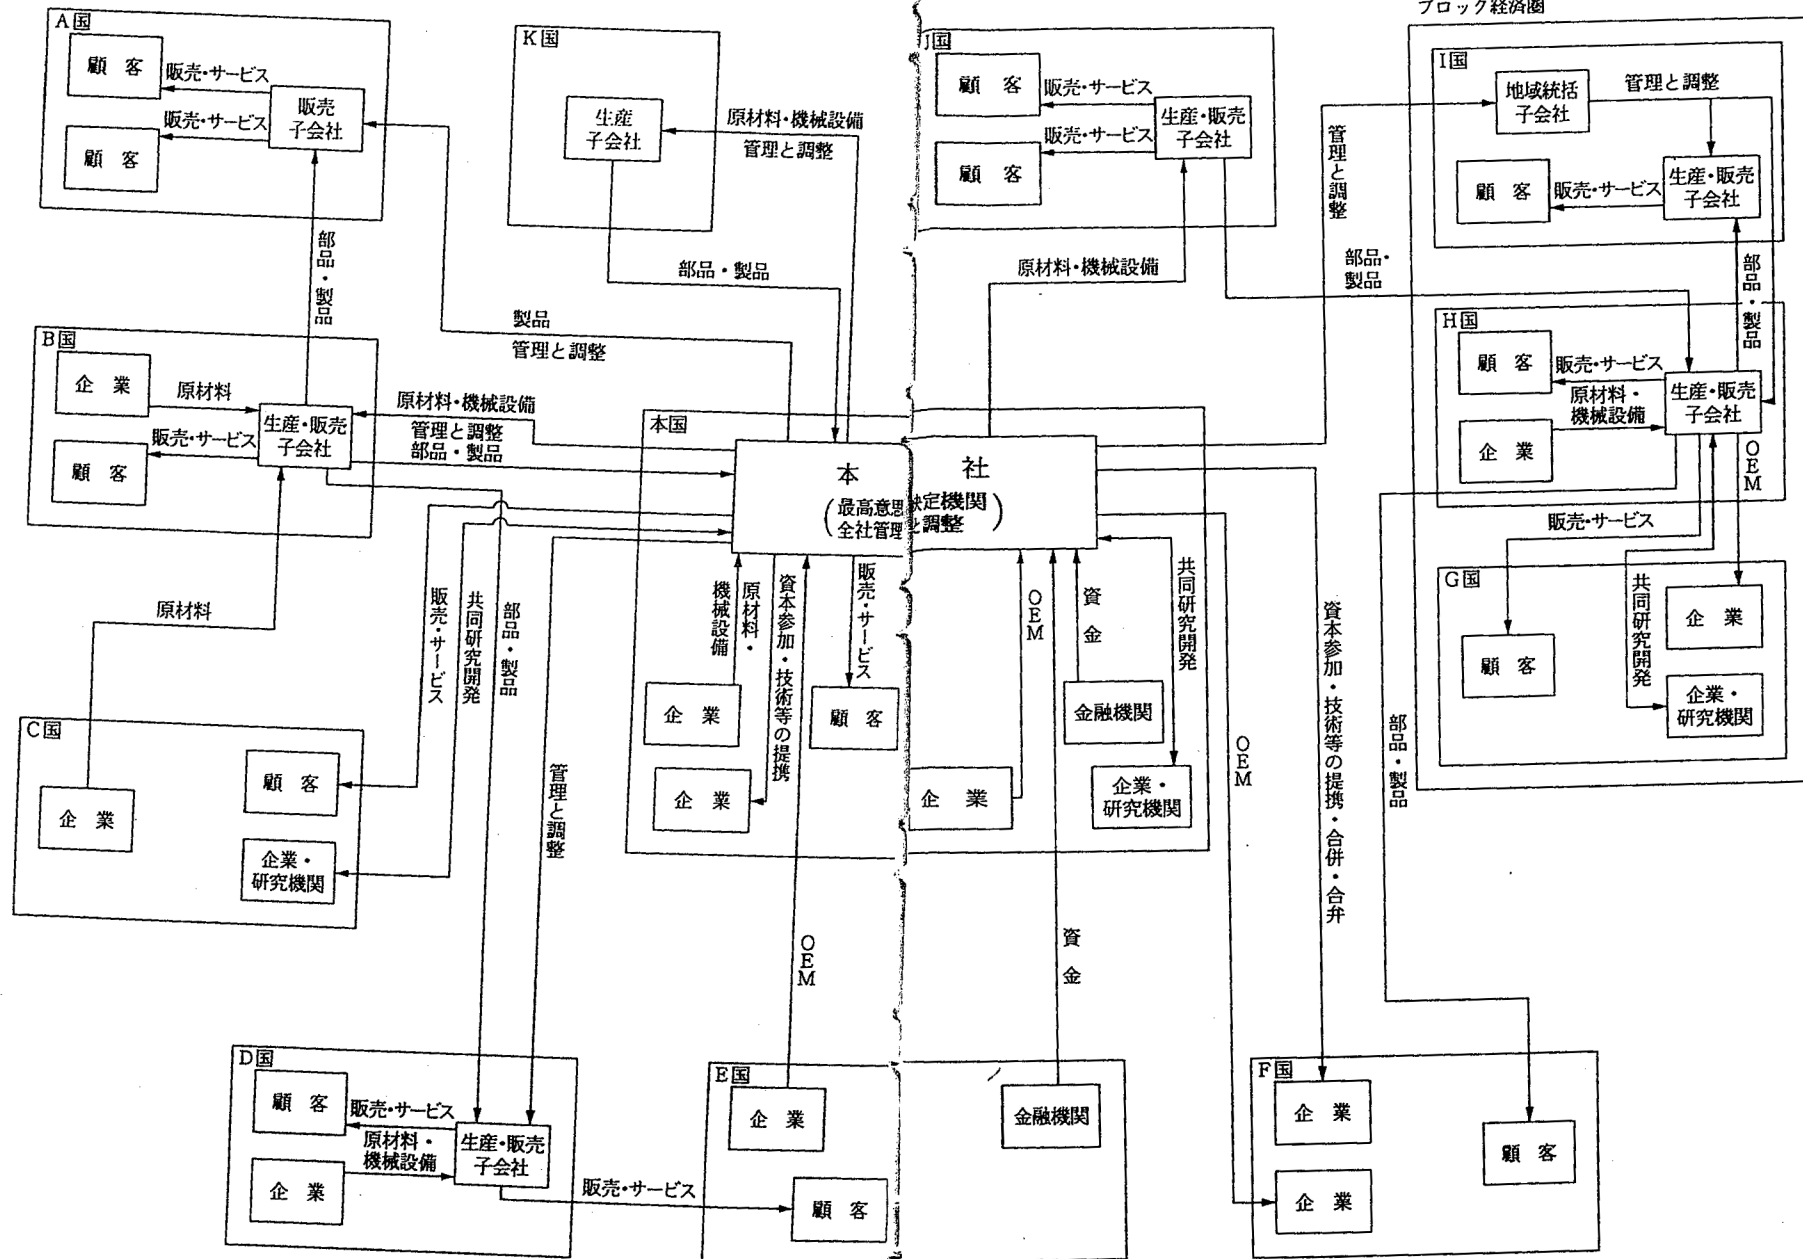 ブロック経済圏
A国
顧 客
販売・サービス
販売・サービス
顧 客
販売
子会社
K国
生産
子会社
原材料・機械設備
管理と調整
J国
顧 客
販売・サービス
販売・サービス
顧 客
生産・販売
子会社
I国
地域統括
子会社
管理と調整
顧 客
販売・サービス
生産・販売
子会社
管理と調整
部品・製品
部品・製品
製品
管理と調整
原材料・機械設備
部品・
製品
部品・製品
B国
企 業
原材料
顧 客
販売・サービス
生産・販売
子会社
原材料・機械設備
管理と調整
部品・製品
H国
顧 客
販売・サービス
原材料・
機械設備
企 業
生産・販売
子会社
OEM
本国
本 社
最高意思決定機関
全社管理と調整
原材料・
機械設備
資本参加・技術等の提携
販売・サービス
OEM
資 金
共同研究開発
企 業
企 業
顧 客
企 業
金融機関
企業・
研究機関
販売・サービス
共同研究開発
G国
顧 客
企 業
企業・
研究機関
原材料
販売・サービス
共同研究開発
部品・製品
管理と調整
C国
企 業
顧 客
企業・
研究機関
OEM
資 金
OEM
資本参加・技術等の提携・合併・合弁
部品・製品
D国
顧 客
販売・サービス
原材料・
機械設備
企 業
生産・販売
子会社
販売・サービス
E国
企 業
顧 客
金融機関
F国
企 業
企 業
顧 客